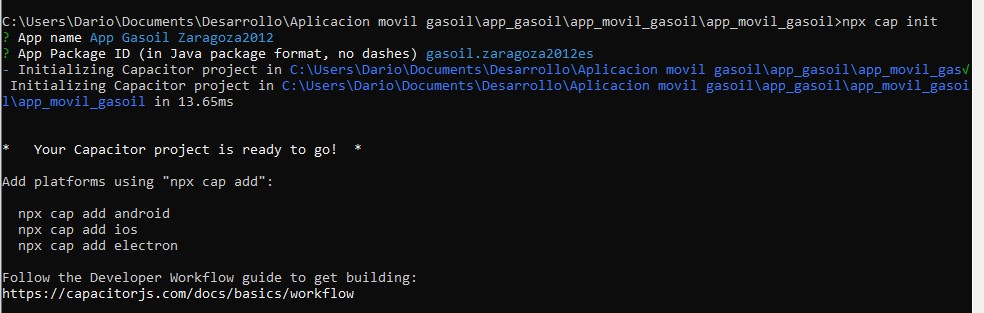 C:\Users\Dario\Documents\Desarrollo\Aplicacion movil gasoil\app_gasoil\app_movil_gasoil\app_movil_gasoil>npx cap init
? App name App Gasoil Zaragoza2012
? App Package ID (in Java package format, no dashes) gasoil.zaragoza2012es
- Initializing Capacitor project in C:\Users\Dario\Documents\Desarrollo\Aplicacion movil gasoil\app_gasoil\app_movil_gas√
 Initializing Capacitor project in C:\Users\Dario\Documents\Desarrollo\Aplicacion movil gasoil\app_gasoil\app_movil_gasoi
l\app_movil_gasoil in 13.65ms
*   Your Capacitor project is ready to go!  *
Add platforms using "npx cap add":
  npx cap add android
  npx cap add ios
  npx cap add electron
Follow the Developer Workflow guide to get building:
https://capacitorjs.com/docs/basics/workflow